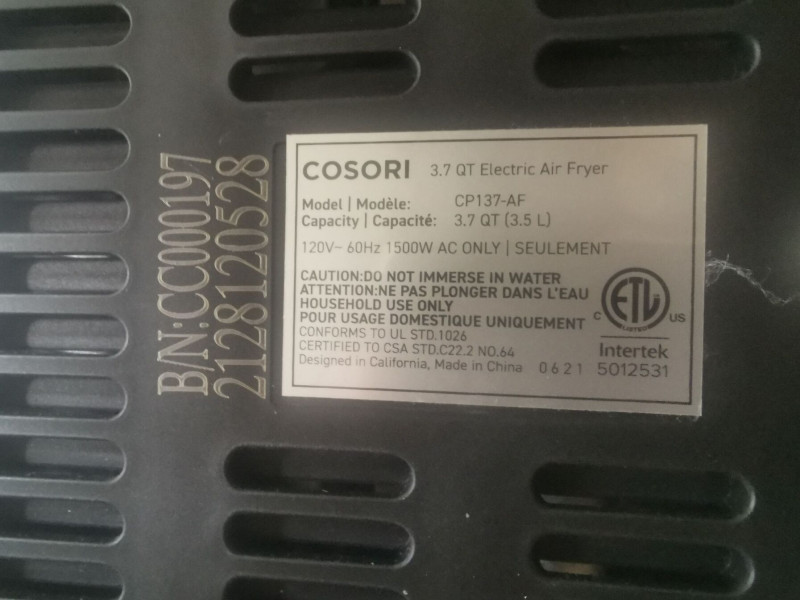 B/N:CC000197
2128120528
COSORI 3.7 QT Electric Air Fryer
Model | Modèle: CP137-AF
Capacity | Capacité: 3.7 QT (3.5 L)
120V~ 60Hz 1500W AC ONLY | SEULEMENT
CAUTION:DO NOT IMMERSE IN WATER
ATTENTION:NE PAS PLONGER DANS L'EAU
HOUSEHOLD USE ONLY
POUR USAGE DOMESTIQUE UNIQUEMENT
CONFORMS TO UL STD.1026
CERTIFIED TO CSA STD.C22.2 NO.64
Designed in California, Made in China 0621
C ETL US
LISTED
Intertek
5012531